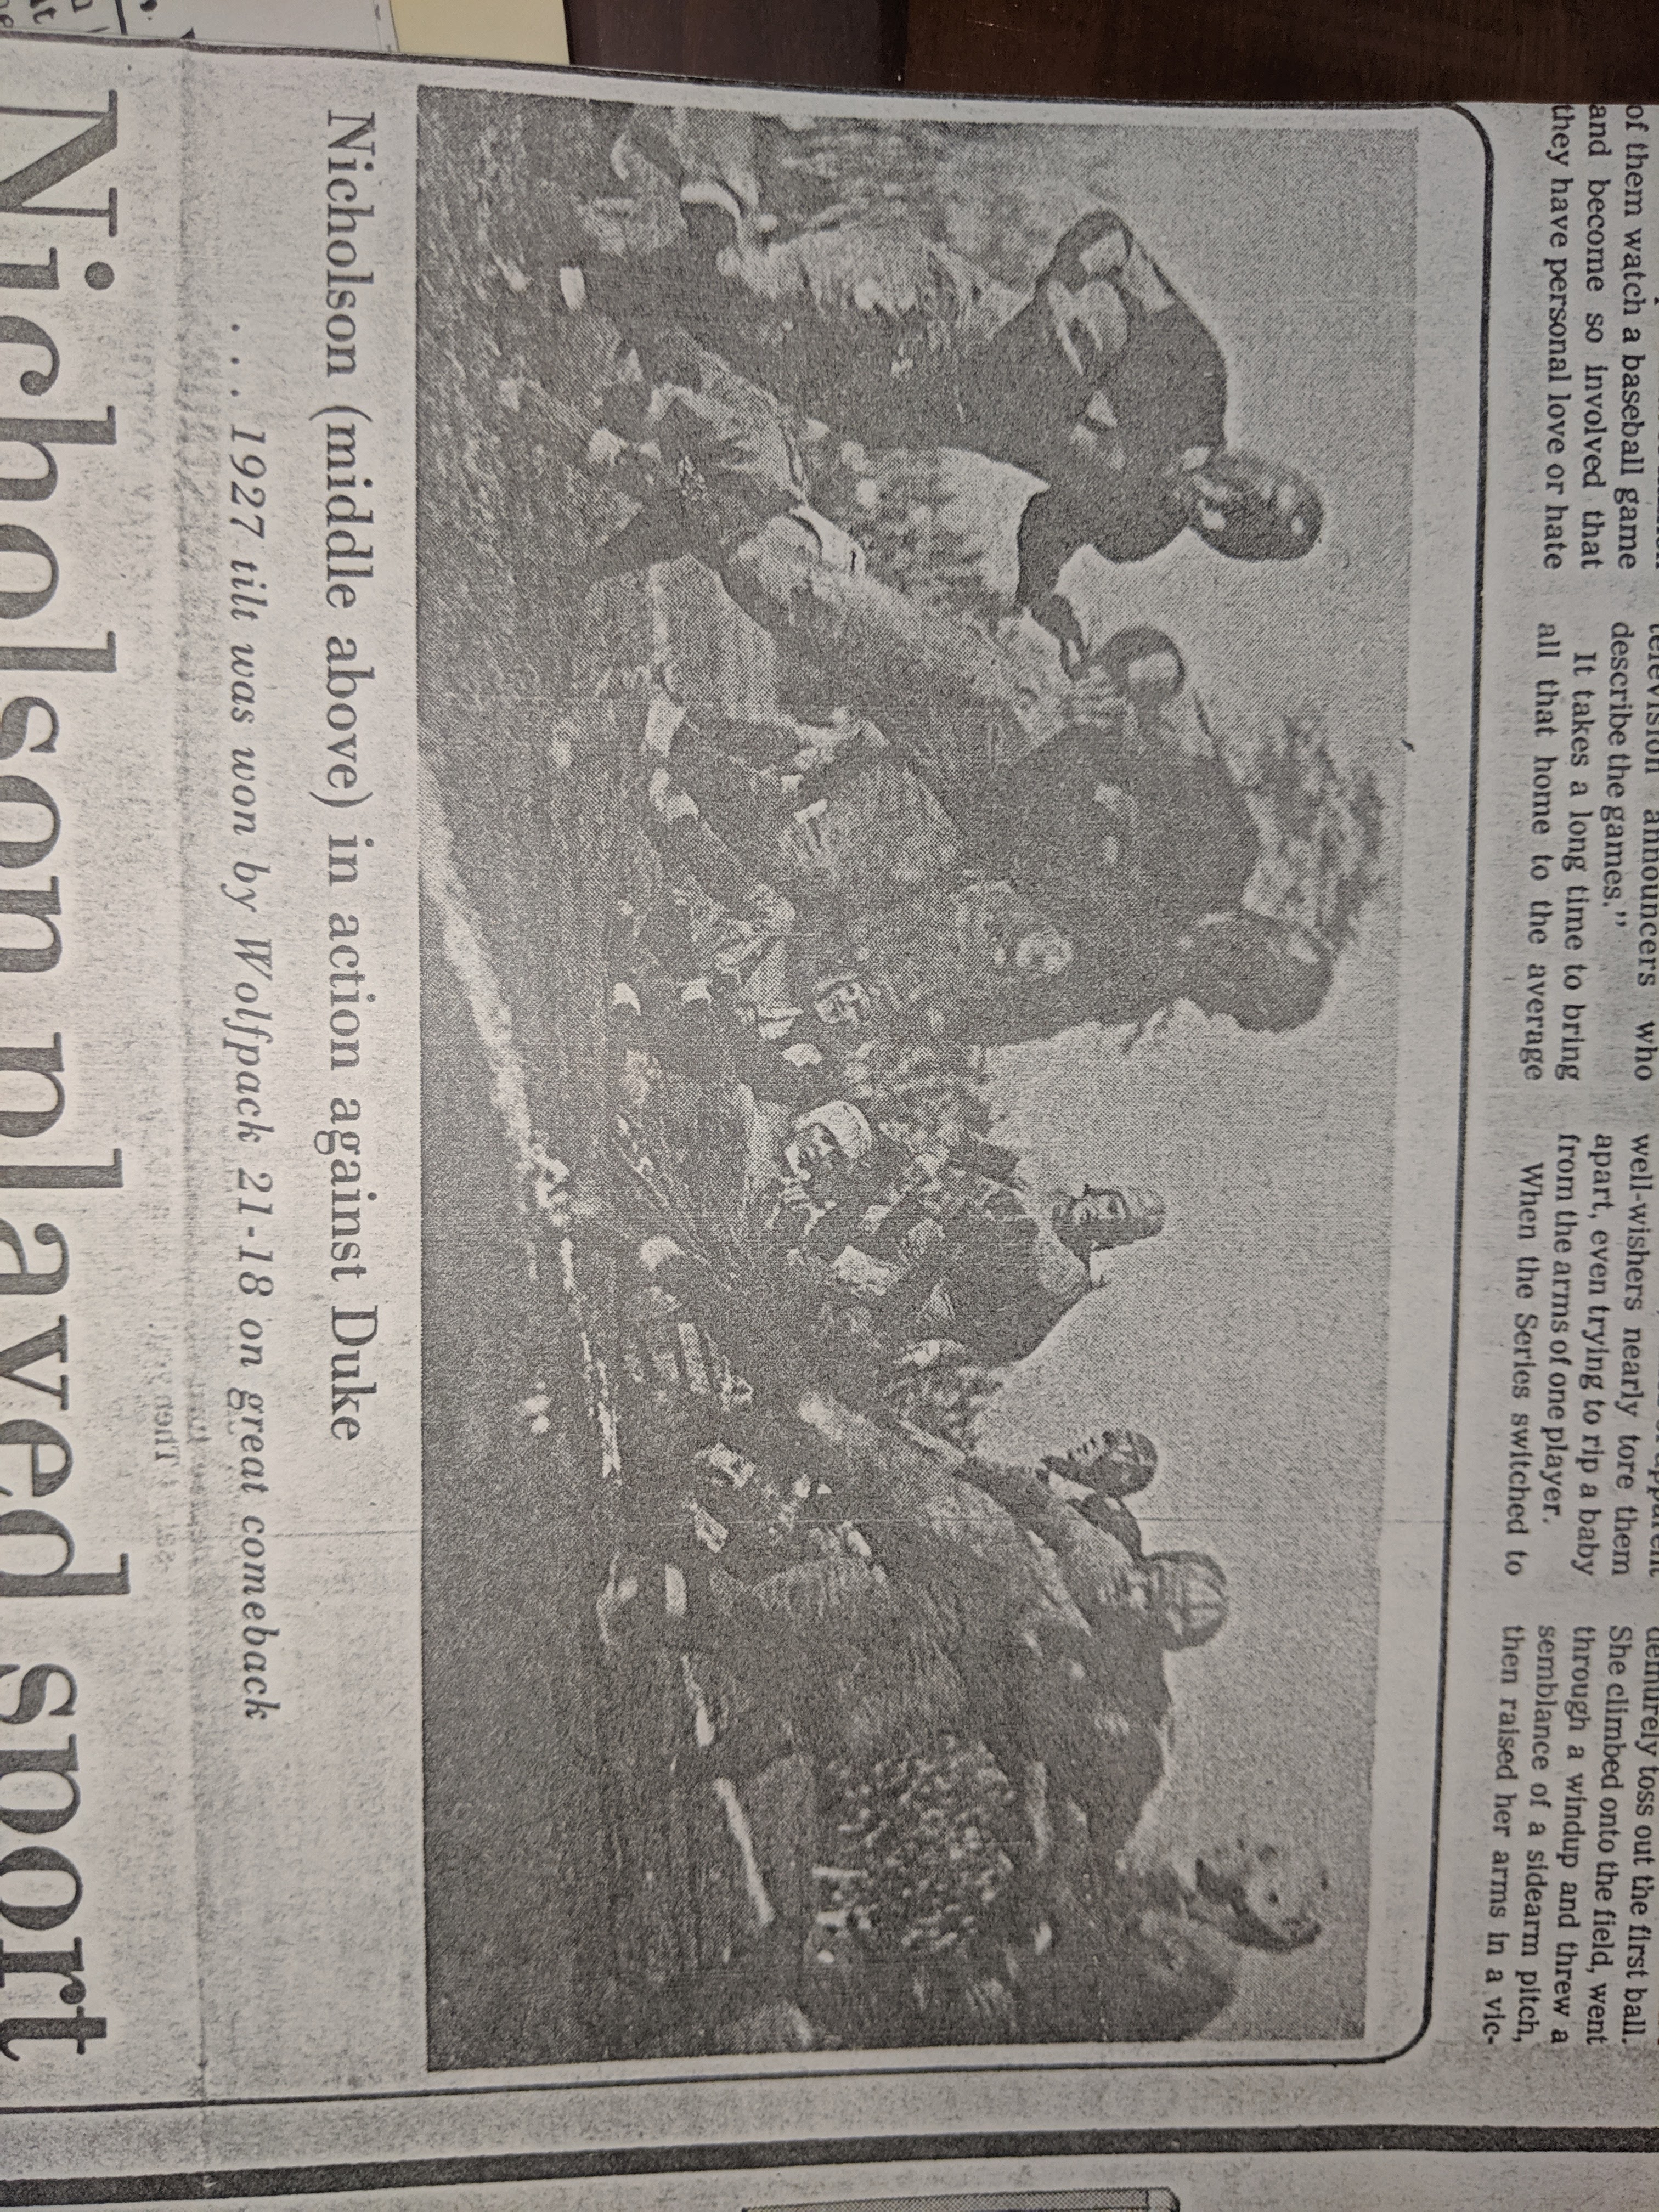 of them watch a baseball game
and become so involved that
they have personal love or hate
television announcers who
describe the games."
It takes a long time to bring
all that home to the average
well-wishers nearly tore them
apart, even trying to rip a baby
from the arms of one player.
When the Series switched to
demurely toss out the first ball.
She climbed onto the field, went
through a windup and threw a
semblance of a sidearm pitch,
then raised her arms in a vic-
Nicholson (middle above) in action against Duke
. . . 1927 tilt was won by Wolfpack 21-18 on great comeback
Nicholson played sport